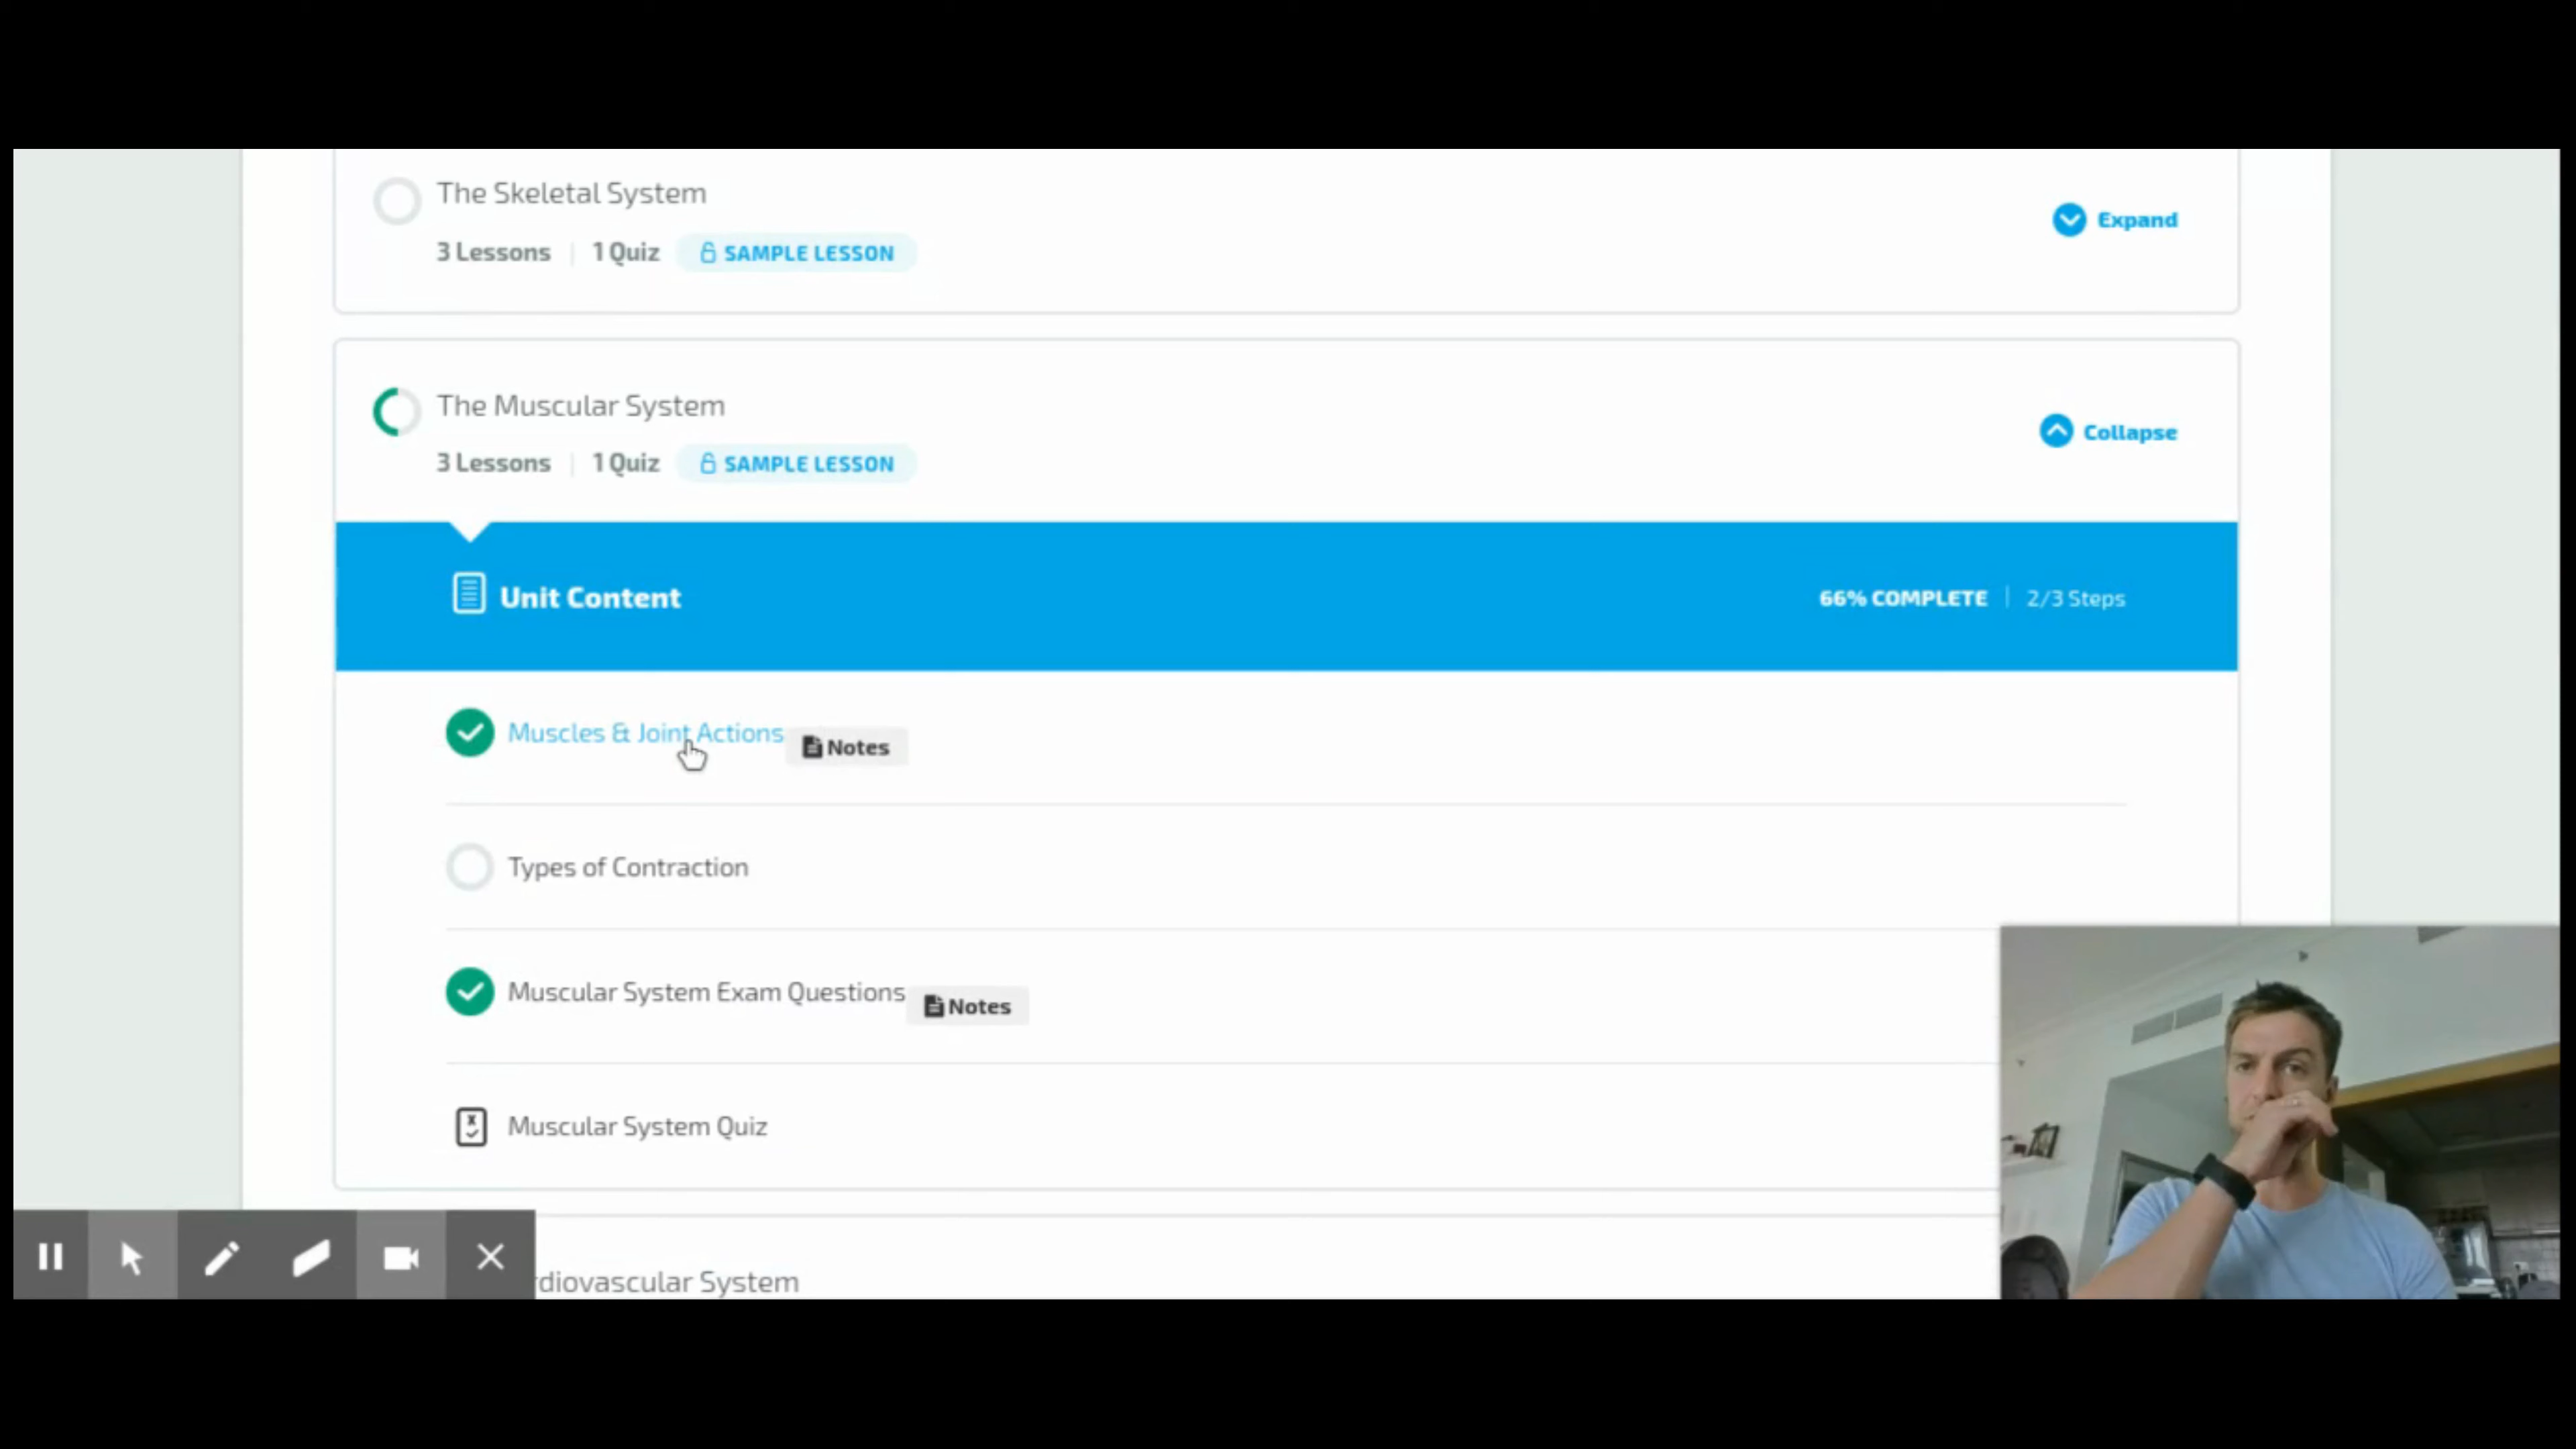 The Skeletal System
3 Lessons | 1 Quiz SAMPLE LESSON
Expand
The Muscular System
3 Lessons | 1 Quiz SAMPLE LESSON
Collapse
Unit Content
66% COMPLETE | 2/3 Steps
Muscles & Joint Actions Notes
Types of Contraction
Muscular System Exam Questions Notes
Muscular System Quiz
diovascular System